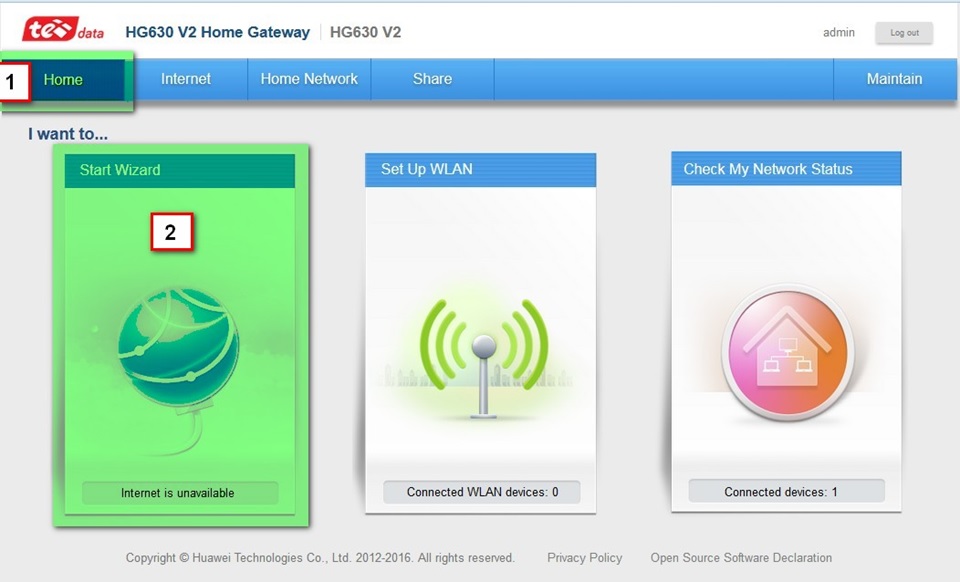 tedata HG630 V2 Home Gateway HG630 V2 admin Log out
1 Home Internet Home Network Share Maintain
I want to...
Start Wizard Set Up WLAN Check My Network Status
2
Internet is unavailable Connected WLAN devices: 0 Connected devices: 1
Copyright © Huawei Technologies Co., Ltd. 2012-2016. All rights reserved. Privacy Policy Open Source Software Declaration